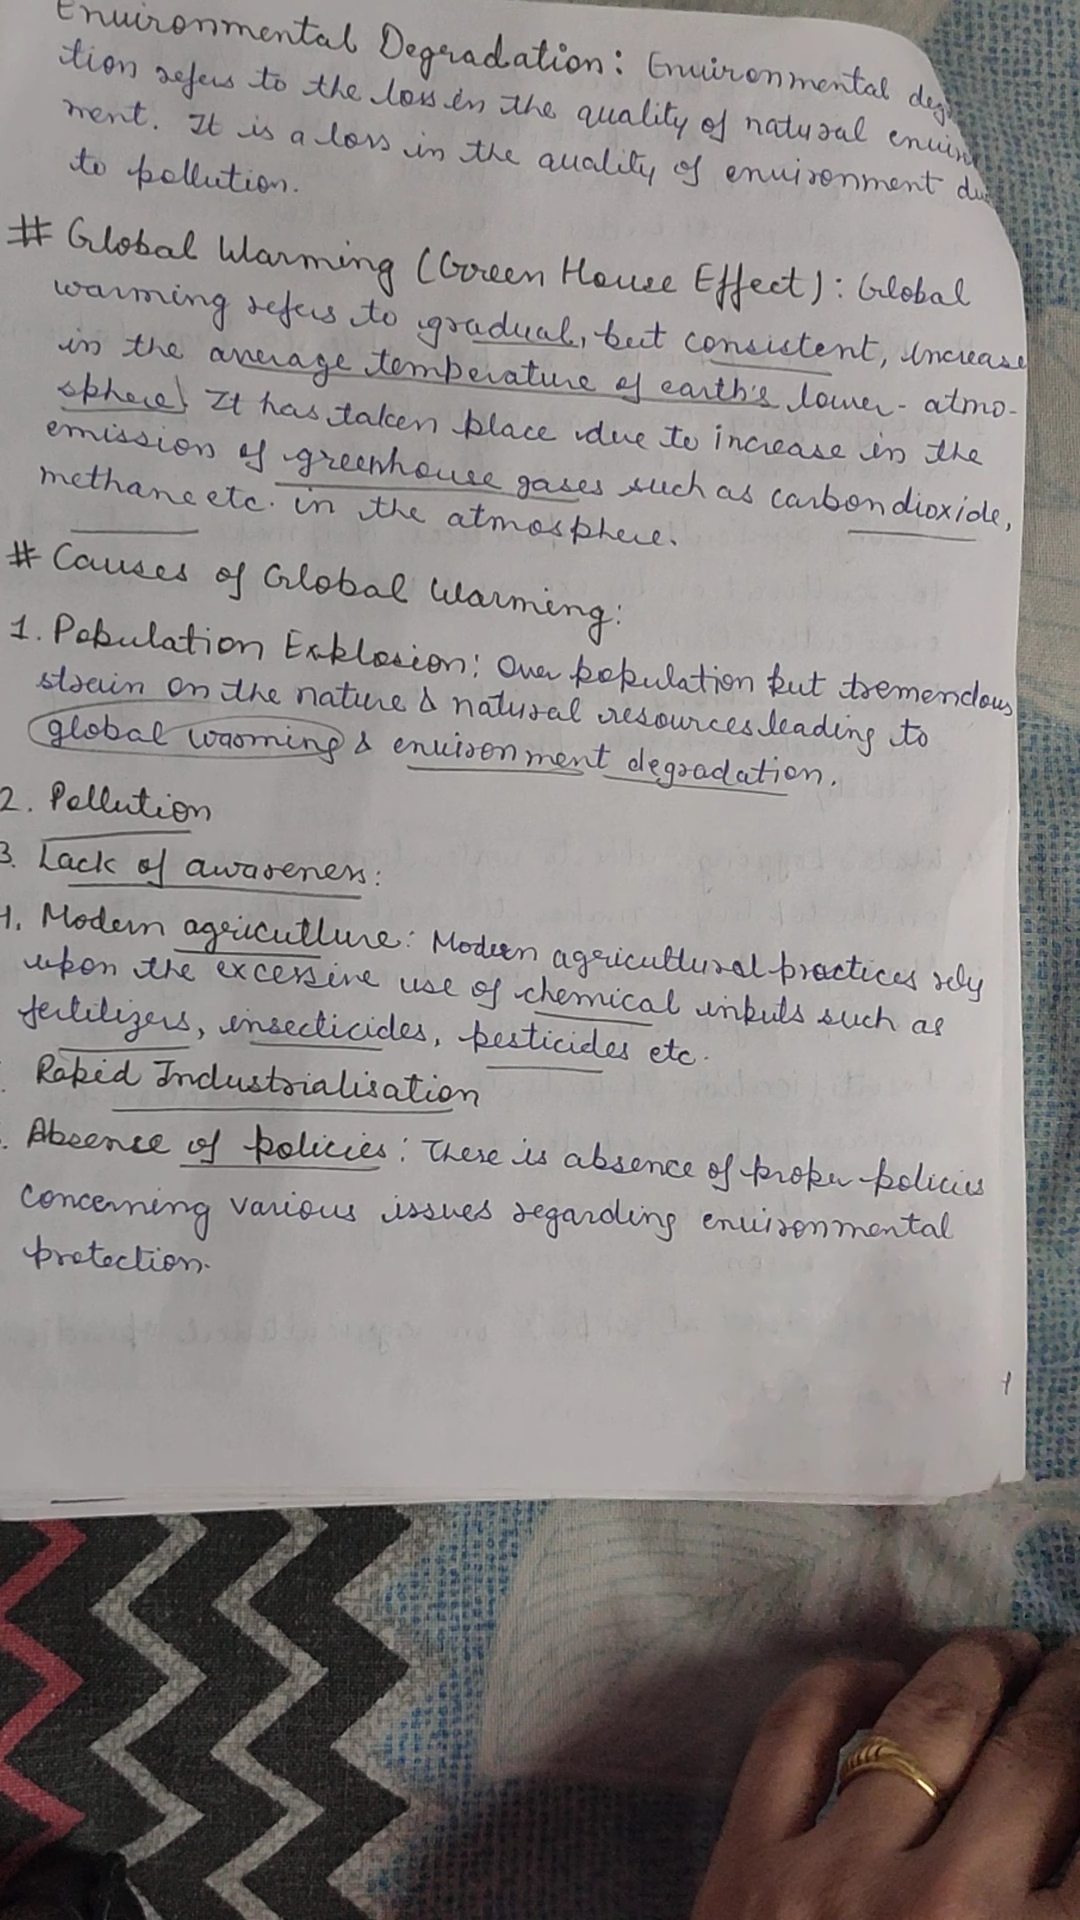 Environmental Degradation: Environmental deg
tion refers to the loss in the quality of natural envir
ment. It is a loss in the quality of environment du
to pollution.
# Global Warming (Green House Effect): Global
warming refers to gradual, but consistent, increase
in the average temperature of earth's lower-atmo-
sphere. It has taken place due to increase in the
emission of greenhouse gases such as carbondioxide,
methane etc. in the atmosphere.
# Causes of Global Warming:
1. Population Explosion: Over population but tremendous
strain on the nature & natural resources leading to
global warming & environment degradation.
2. Pollution
3. Lack of awareness:
4. Modern agricutlure: Modern agricultural practices rely
upon the excessive use of chemical inputs such as
fertilizers, insecticides, pesticides etc.
Rapid Industrialisation
Absence of policies: There is absence of proper policies
concerning various issues regarding environmental
protection.